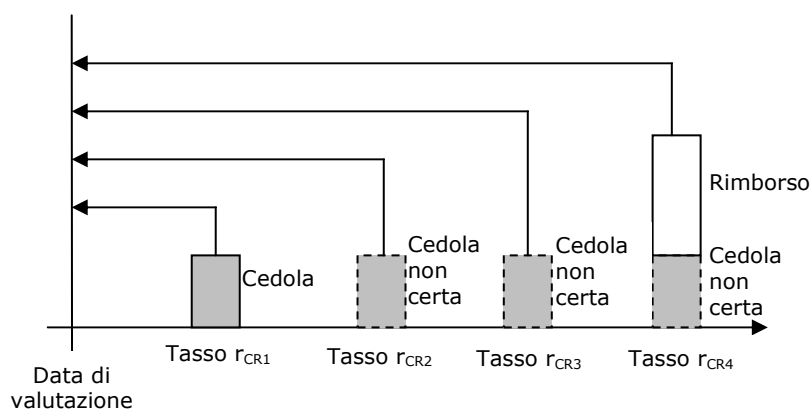 Rimborso
Cedola
Cedola
non
certa
Cedola
non
certa
Cedola
non
certa
Tasso rCR1
Tasso rCR2
Tasso rCR3
Tasso rCR4
Data di
valutazione